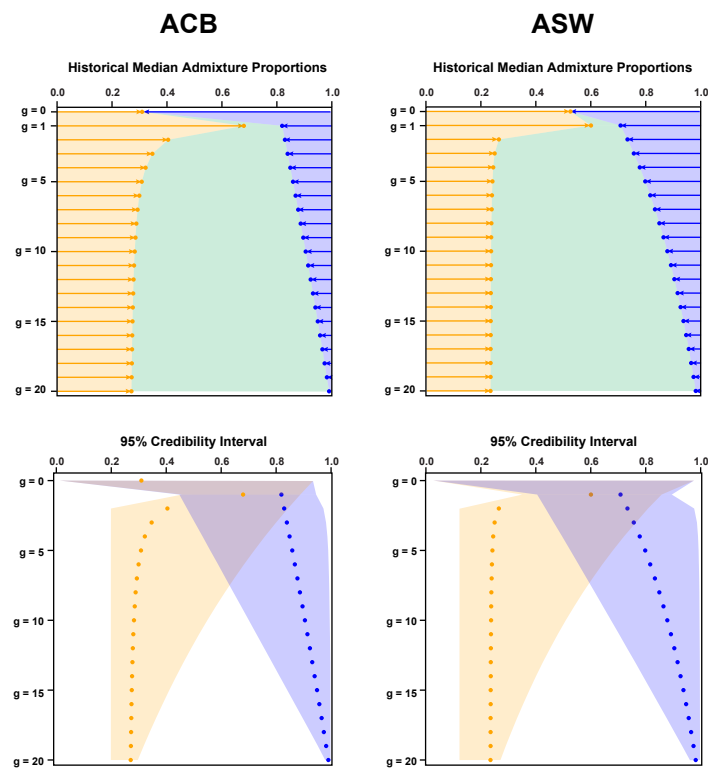 ACB ASW
Historical Median Admixture Proportions Historical Median Admixture Proportions
0.0 0.2 0.4 0.6 0.8 1.0 0.0 0.2 0.4 0.6 0.8 1.0
g = 0 g = 0
g = 1 g = 1
g = 5 g = 5
g = 10 g = 10
g = 15 g = 15
g = 20 g = 20
95% Credibility Interval 95% Credibility Interval
0.0 0.2 0.4 0.6 0.8 1.0 0.0 0.2 0.4 0.6 0.8 1.0
g = 0 g = 0
g = 5 g = 5
g = 10 g = 10
g = 15 g = 15
g = 20 g = 20